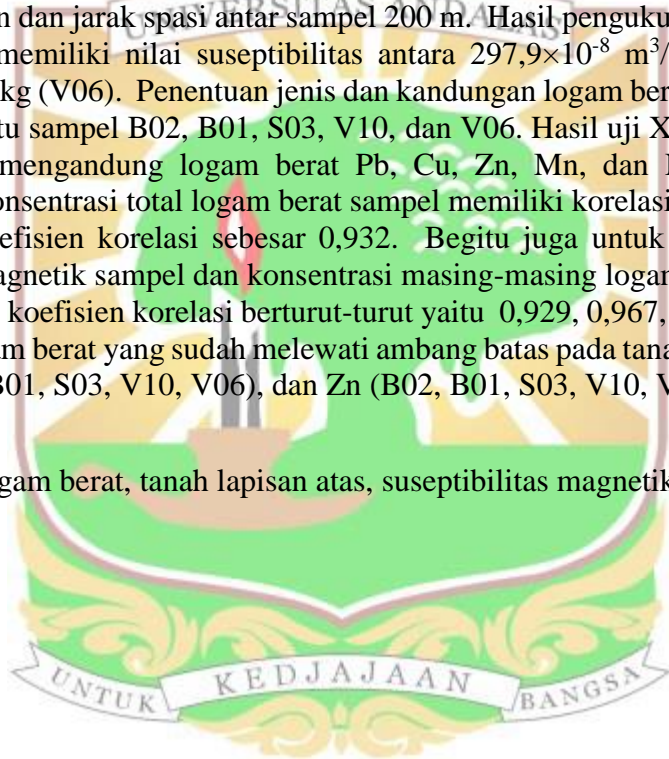 n dan jarak spasi antar sampel 200 m. Hasil penguku
UNIVERSITAS ANDALAS
memiliki nilai suseptibilitas antara 297,9×10⁻⁸ m³/
kg (V06). Penentuan jenis dan kandungan logam ber
tu sampel B02, B01, S03, V10, dan V06. Hasil uji X
mengandung logam berat Pb, Cu, Zn, Mn, dan
onsentrasi total logam berat sampel memiliki korelasi
efisien korelasi sebesar 0,932. Begitu juga untuk
agnetik sampel dan konsentrasi masing-masing logar
koefisien korelasi berturut-turut yaitu 0,929, 0,967,
am berat yang sudah melewati ambang batas pada tana
B01, S03, V10, V06), dan Zn (B02, B01, S03, V10, V
gam berat, tanah lapisan atas, suseptibilitas magnetik
UNTUK KEDJAJAAN BANGSA